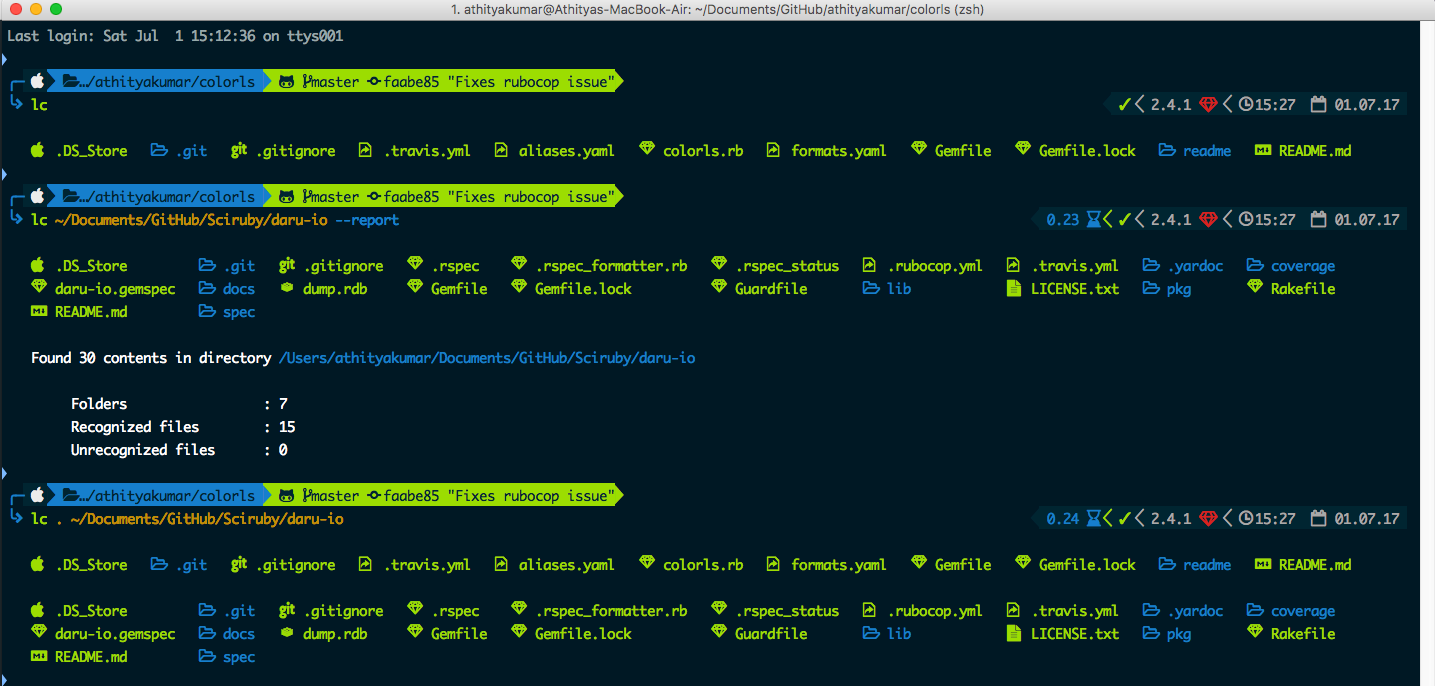 1. athityakumar@Athityas-MacBook-Air: ~/Documents/GitHub/athityakumar/colorls (zsh)
Last login: Sat Jul  1 15:12:36 on ttys001
…/athityakumar/colorls master faabe85 "Fixes rubocop issue"
lc 2.4.1 15:27 01.07.17
.DS_Store .git git .gitignore .travis.yml aliases.yaml colorls.rb formats.yaml Gemfile Gemfile.lock readme README.md
…/athityakumar/colorls master faabe85 "Fixes rubocop issue"
lc ~/Documents/GitHub/Sciruby/daru-io --report 0.23 2.4.1 15:27 01.07.17
.DS_Store .git git .gitignore .rspec .rspec_formatter.rb .rspec_status .rubocop.yml .travis.yml .yardoc coverage
daru-io.gemspec docs dump.rdb Gemfile Gemfile.lock Guardfile lib LICENSE.txt pkg Rakefile
README.md spec
Found 30 contents in directory /Users/athityakumar/Documents/GitHub/Sciruby/daru-io
Folders : 7
Recognized files : 15
Unrecognized files : 0
…/athityakumar/colorls master faabe85 "Fixes rubocop issue"
lc . ~/Documents/GitHub/Sciruby/daru-io 0.24 2.4.1 15:27 01.07.17
.DS_Store .git git .gitignore .travis.yml aliases.yaml colorls.rb formats.yaml Gemfile Gemfile.lock readme README.md
.DS_Store .git git .gitignore .rspec .rspec_formatter.rb .rspec_status .rubocop.yml .travis.yml .yardoc coverage
daru-io.gemspec docs dump.rdb Gemfile Gemfile.lock Guardfile lib LICENSE.txt pkg Rakefile
README.md spec